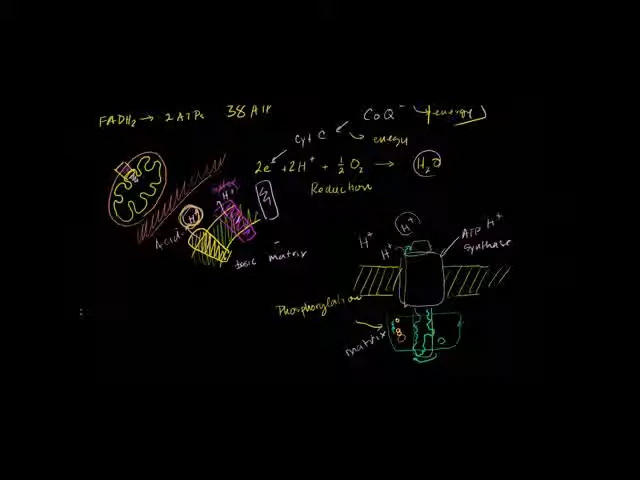 FADH₂ → 2 ATPs 38 ATP
CoQ → energy
Cyt C → energy
2e⁻ + 2H⁺ + ½ O₂ → H₂O
Reduction
H⁺
H⁺
Acidic
basic matrix
H⁺
H⁺
H⁺
ATP H⁺
synthase
Phosphorylation
matrix